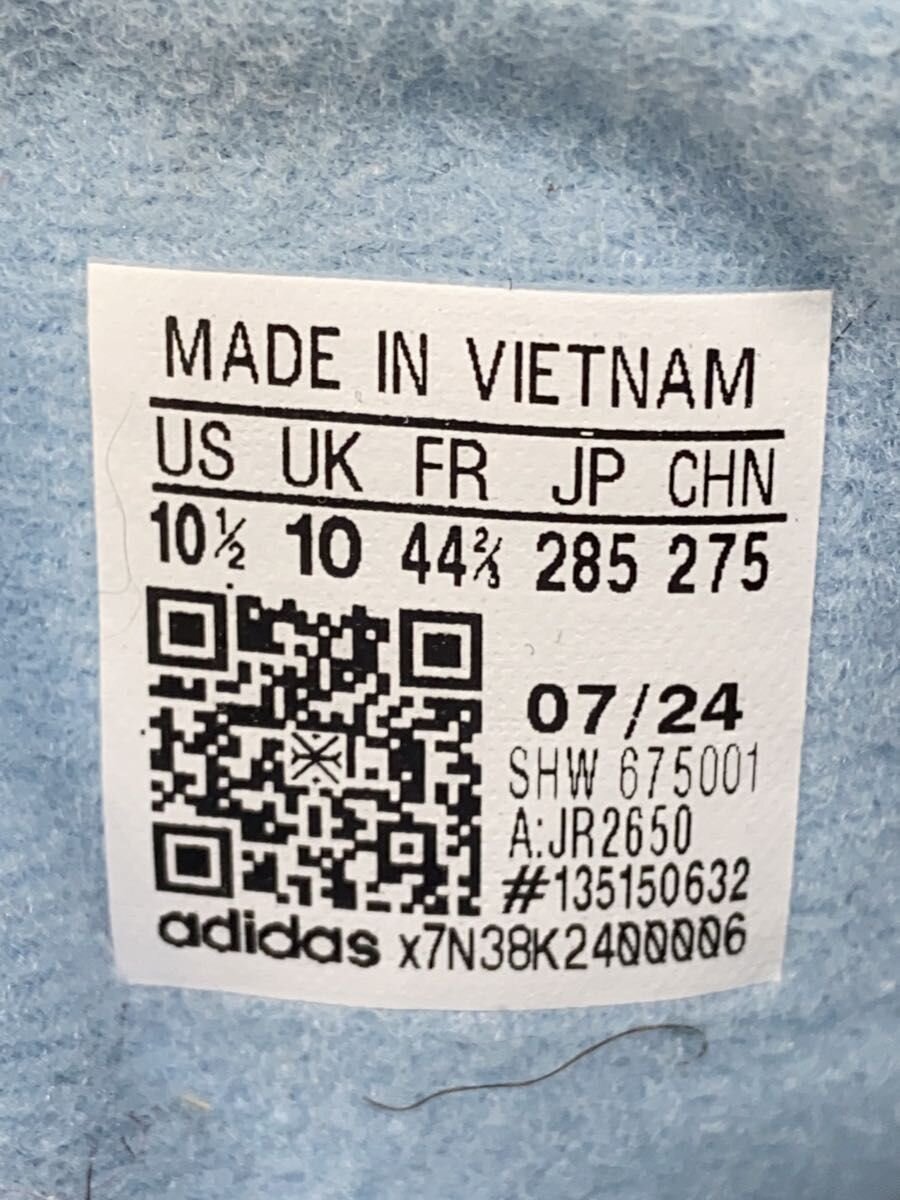 MADE IN VIETNAM
US UK FR JP CHN
10½ 10 44⅔ 285 275
07/24
SHW 675001
A:JR2650
#135150632
adidas x7N38K2400006